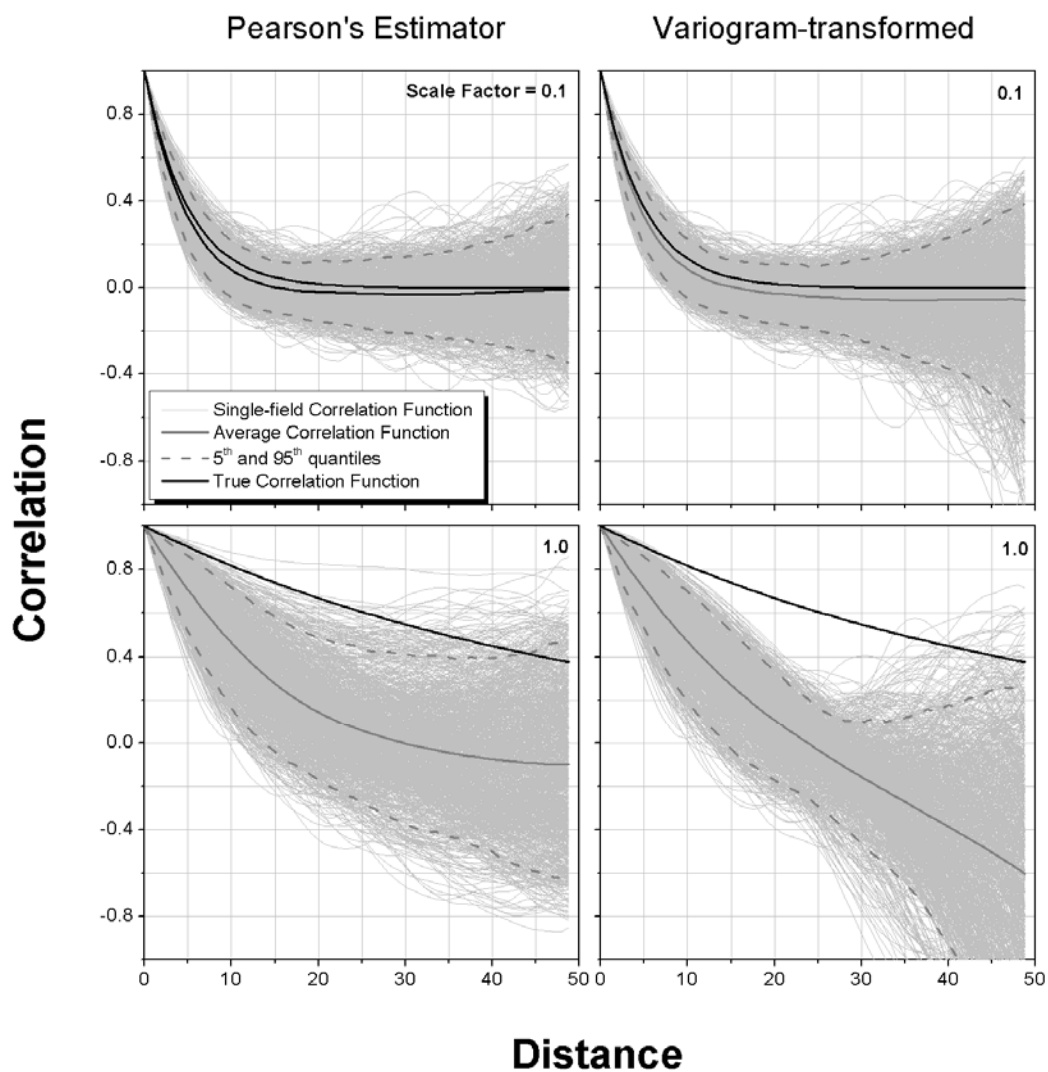 Pearson's Estimator
Variogram-transformed
Scale Factor = 0.1
0.1
0.8
0.4
0.0
-0.4
-0.8
Single-field Correlation Function
Average Correlation Function
5th and 95th quantiles
True Correlation Function
1.0
1.0
0.8
0.4
0.0
-0.4
-0.8
Correlation
0 10 20 30 40 50
0 10 20 30 40 50
Distance